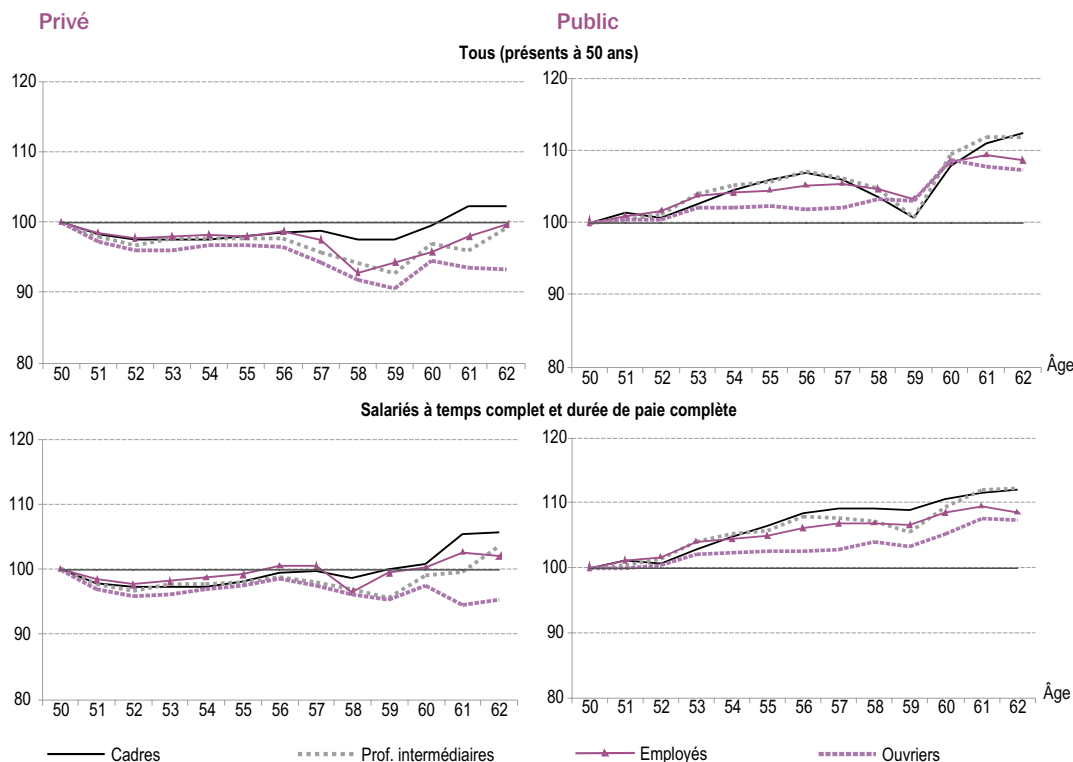 Privé
Public
Tous (présents à 50 ans)
120
110
100
90
80
50 51 52 53 54 55 56 57 58 59 60 61 62
120
110
100
90
80
50 51 52 53 54 55 56 57 58 59 60 61 62
Âge
Salariés à temps complet et durée de paie complète
120
110
100
90
80
50 51 52 53 54 55 56 57 58 59 60 61 62
120
110
100
90
80
50 51 52 53 54 55 56 57 58 59 60 61 62
Âge
Cadres
Prof. intermédiaires
Employés
Ouvriers